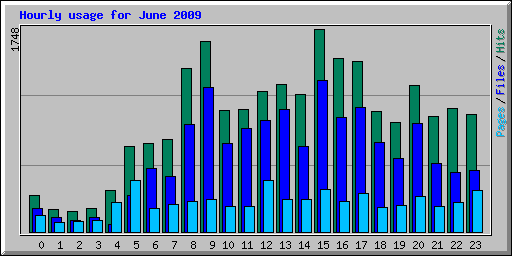 Hourly usage for June 2009
1748
Pages/Files/Hits
0 1 2 3 4 5 6 7 8 9 10 11 12 13 14 15 16 17 18 19 20 21 22 23